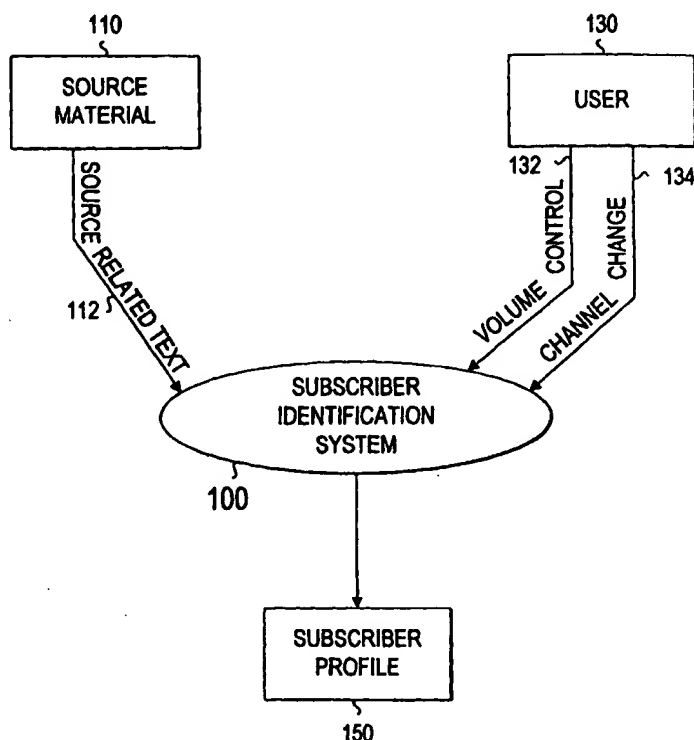 110
SOURCE
MATERIAL
130
USER
132
134
SOURCE RELATED TEXT
112
VOLUME CONTROL
CHANNEL CHANGE
SUBSCRIBER
IDENTIFICATION
SYSTEM
100
SUBSCRIBER
PROFILE
150